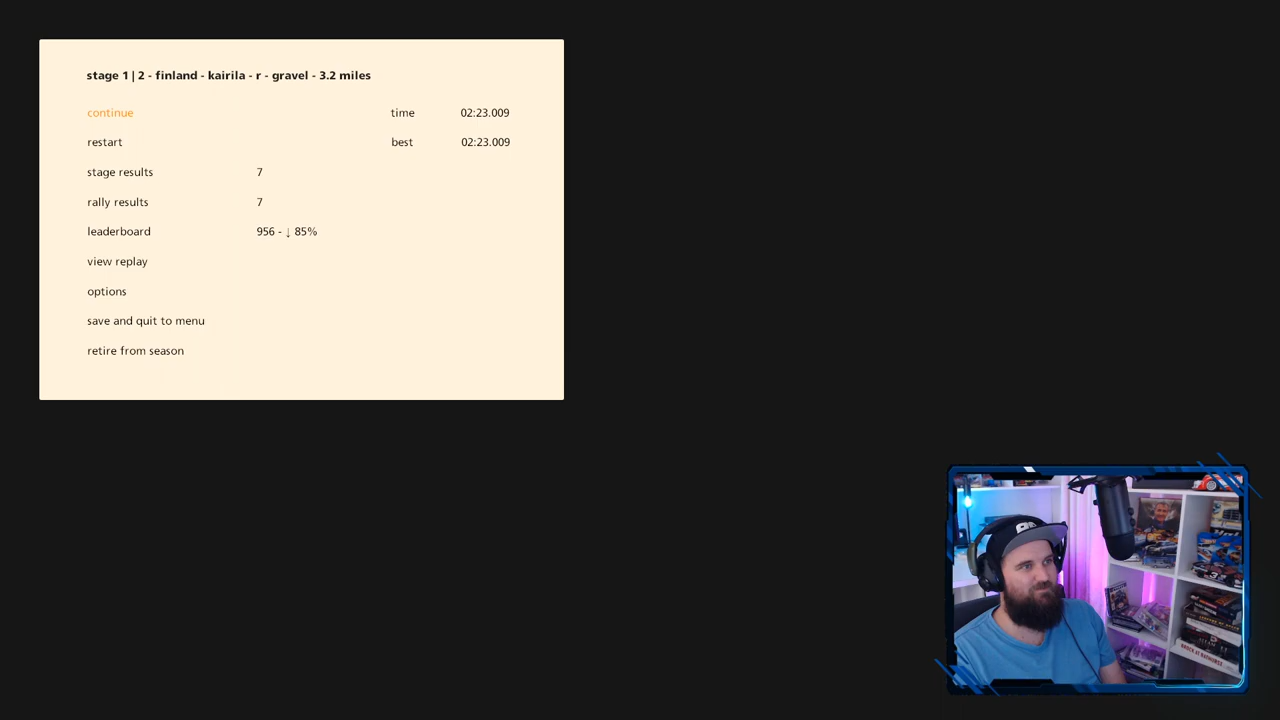 stage 1 | 2 - finland - kairila - r - gravel - 3.2 miles
continue time 02:23.009
restart best 02:23.009
stage results 7
rally results 7
leaderboard 956 - ↓ 85%
view replay
options
save and quit to menu
retire from season